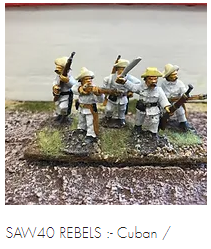 SAW40 REBELS :- Cuban /